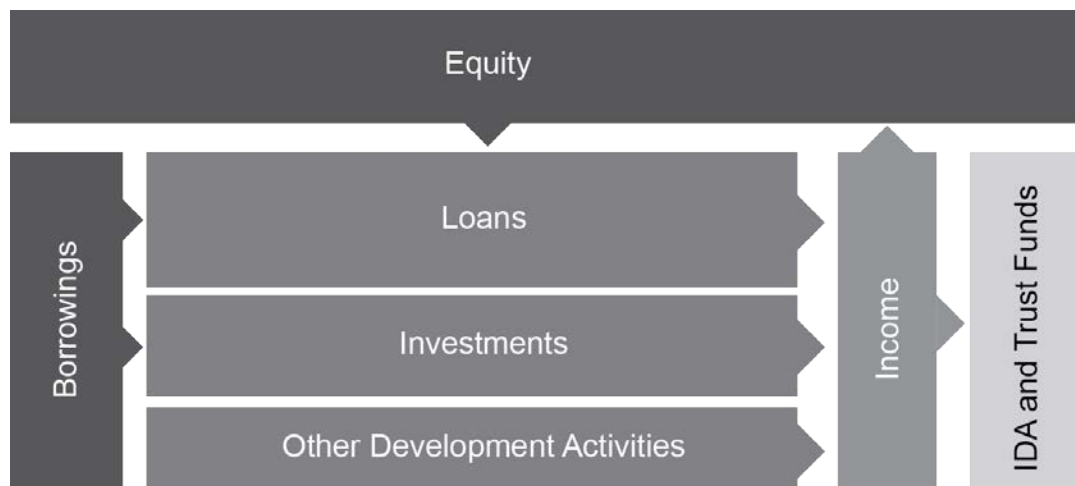 Equity
Borrowings
Loans
Investments
Other Development Activities
Income
IDA and Trust Funds